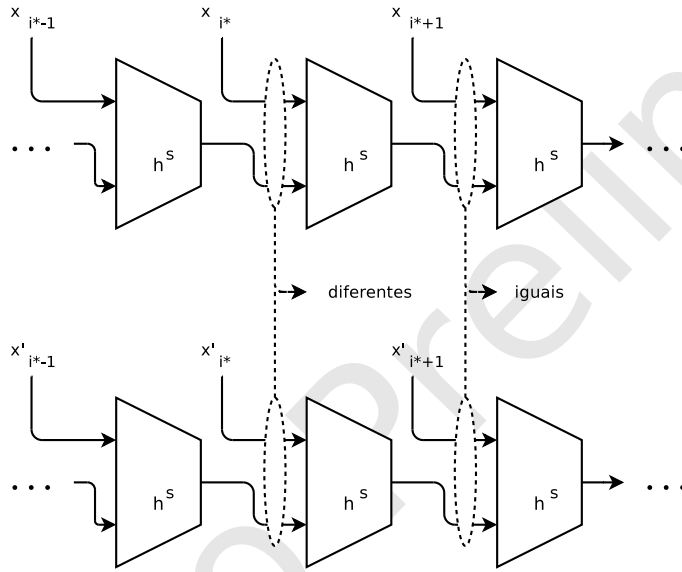 x i*-1 x i* x i*+1
. . . h s h s h s . . .
diferentes iguais
x' i*-1 x' i* x' i*+1
. . . h s h s h s . . .